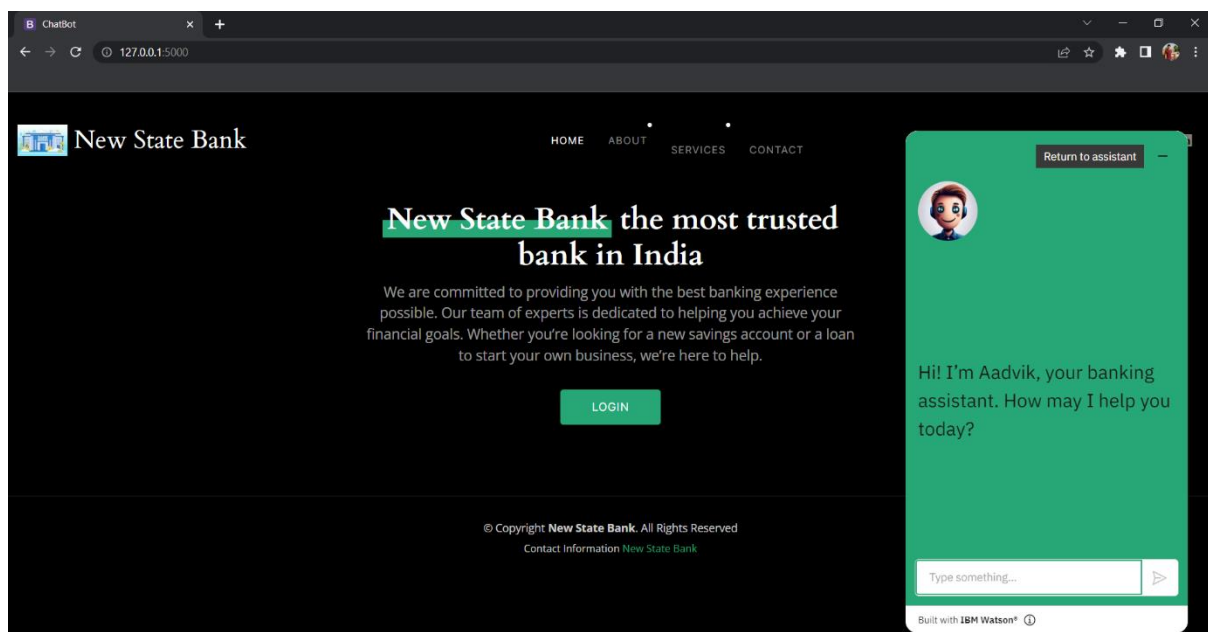 B ChatBot
127.0.0.1:5000
New State Bank
HOME ABOUT SERVICES CONTACT
New State Bank the most trusted
bank in India
We are committed to providing you with the best banking experience
possible. Our team of experts is dedicated to helping you achieve your
financial goals. Whether you're looking for a new savings account or a loan
to start your own business, we're here to help.
LOGIN
© Copyright New State Bank. All Rights Reserved
Contact Information New State Bank
Return to assistant
Hi! I'm Aadvik, your banking
assistant. How may I help you
today?
Type something...
Built with IBM Watson®